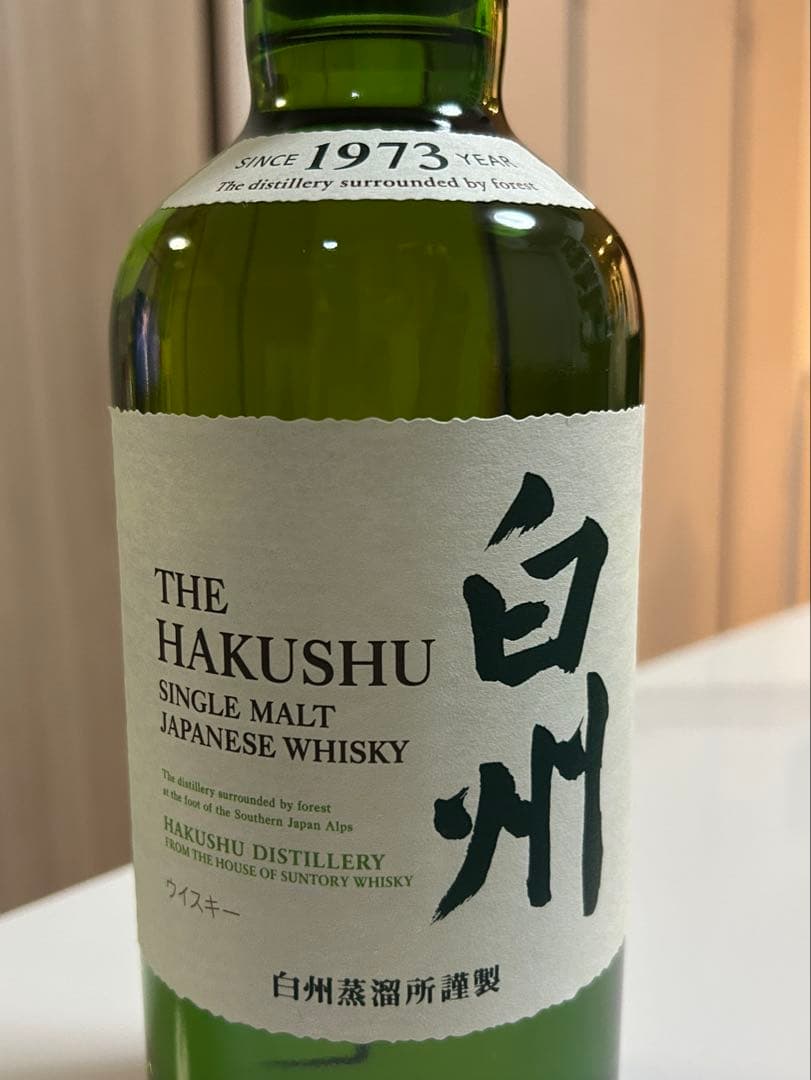 SINCE 1973 YEAR
The distillery surrounded by forest
白州
THE
HAKUSHU
SINGLE MALT
JAPANESE WHISKY
The distillery surrounded by forest
at the foot of the Southern Japan Alps
HAKUSHU DISTILLERY
FROM THE HOUSE OF SUNTORY WHISKY
ウイスキー
白州蒸溜所謹製